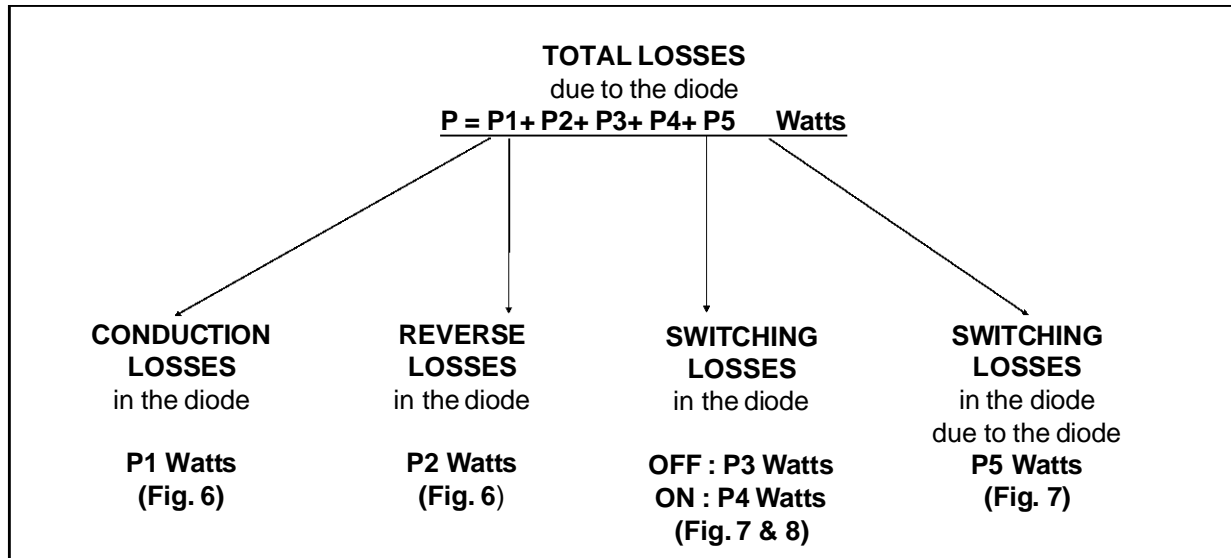 TOTAL LOSSES
due to the diode
P = P1+ P2+ P3+ P4+ P5 Watts
CONDUCTION
LOSSES
in the diode
P1 Watts
(Fig. 6)
REVERSE
LOSSES
in the diode
P2 Watts
(Fig. 6)
SWITCHING
LOSSES
in the diode
OFF : P3 Watts
ON : P4 Watts
(Fig. 7 & 8)
SWITCHING
LOSSES
in the diode
due to the diode
P5 Watts
(Fig. 7)